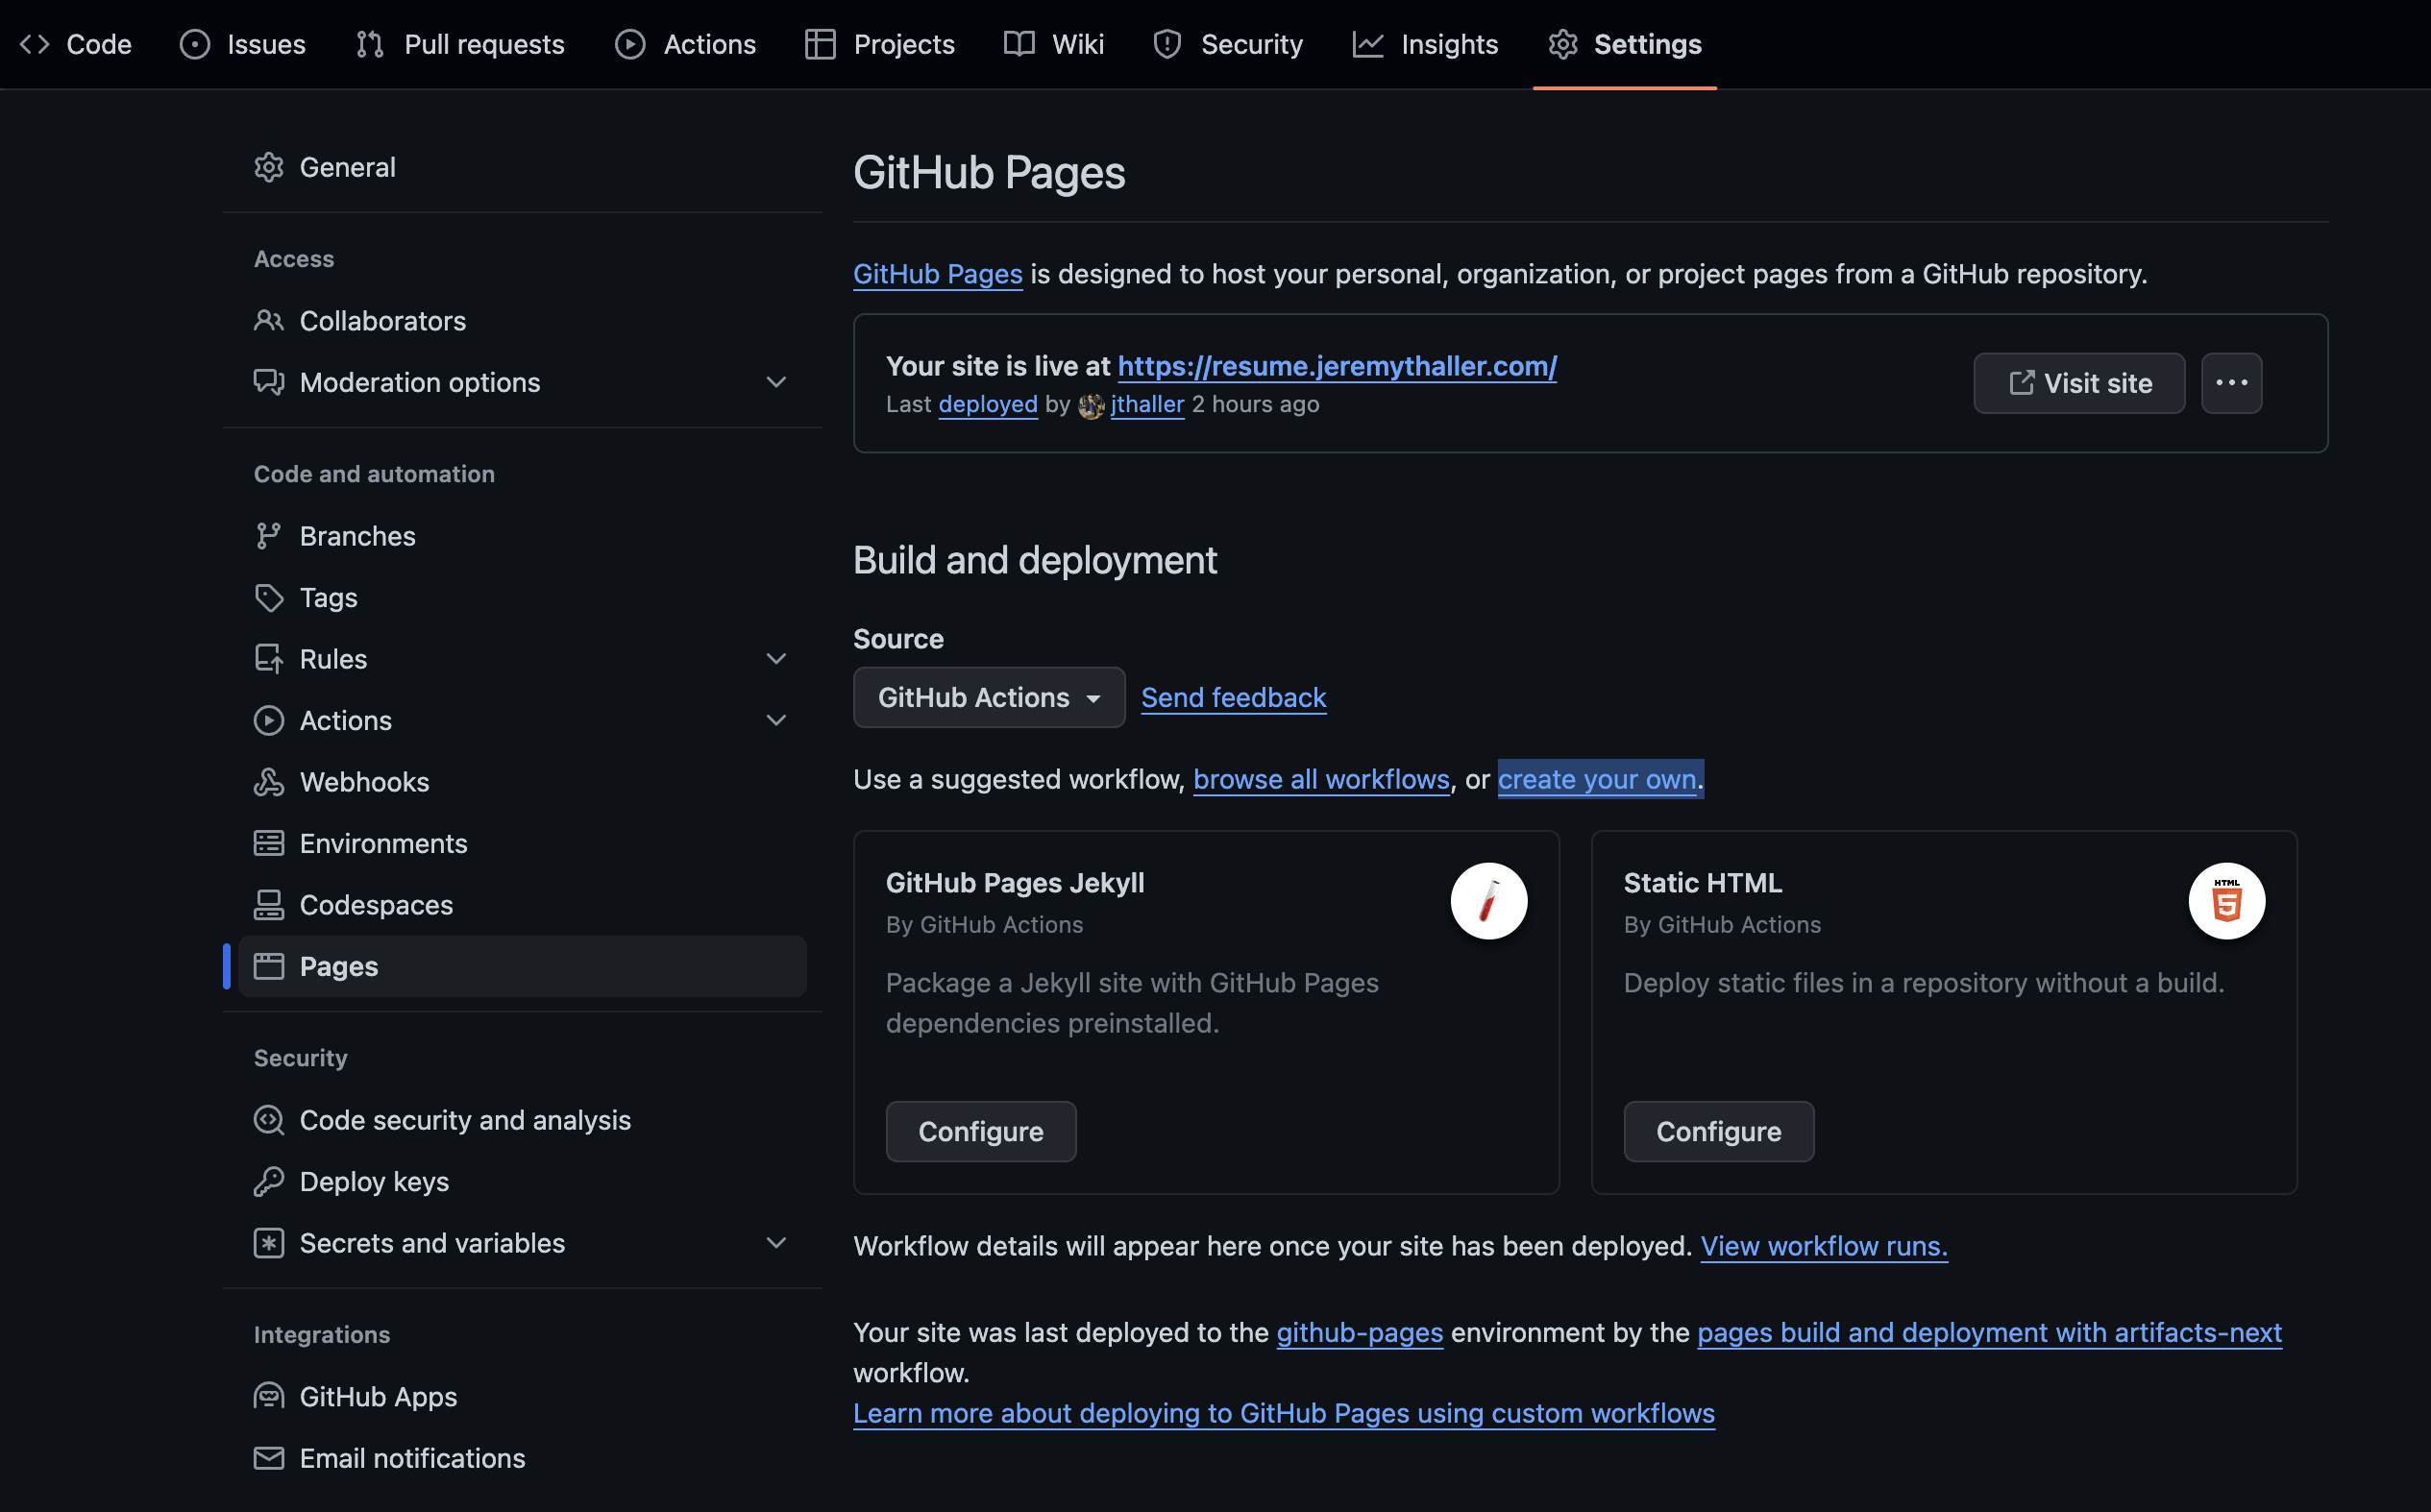 Code Issues Pull requests Actions Projects Wiki Security Insights Settings
General
Access
Collaborators
Moderation options
Code and automation
Branches
Tags
Rules
Actions
Webhooks
Environments
Codespaces
Pages
Security
Code security and analysis
Deploy keys
Secrets and variables
Integrations
GitHub Apps
Email notifications
GitHub Pages
GitHub Pages is designed to host your personal, organization, or project pages from a GitHub repository.
Your site is live at https://resume.jeremythaller.com/
Last deployed by jthaller 2 hours ago
Visit site
Build and deployment
Source
GitHub Actions Send feedback
Use a suggested workflow, browse all workflows, or create your own.
GitHub Pages Jekyll
By GitHub Actions
Package a Jekyll site with GitHub Pages
dependencies preinstalled.
Configure
Static HTML
HTML
5
By GitHub Actions
Deploy static files in a repository without a build.
Configure
Workflow details will appear here once your site has been deployed. View workflow runs.
Your site was last deployed to the github-pages environment by the pages build and deployment with artifacts-next
workflow.
Learn more about deploying to GitHub Pages using custom workflows